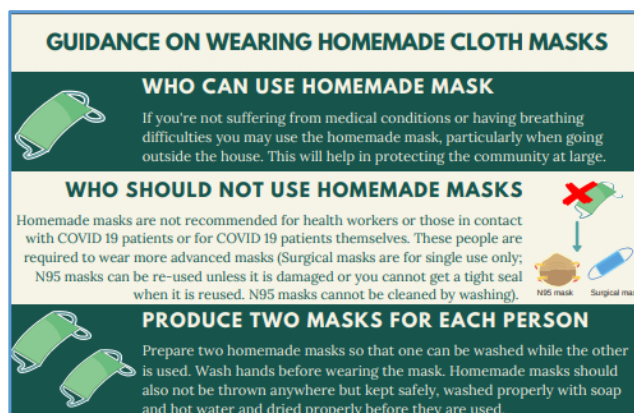 GUIDANCE ON WEARING HOMEMADE CLOTH MASKS
WHO CAN USE HOMEMADE MASK
If you're not suffering from medical conditions or having breathing
difficulties you may use the homemade mask, particularly when going
outside the house. This will help in protecting the community at large.
WHO SHOULD NOT USE HOMEMADE MASKS
Homemade masks are not recommended for health workers or those in contact
with COVID 19 patients or for COVID 19 patients themselves. These people are
required to wear more advanced masks (Surgical masks are for single use only;
N95 masks can be re-used unless it is damaged or you cannot get a tight seal
when it is reused. N95 masks cannot be cleaned by washing).
N95 mask
Surgical mas
PRODUCE TWO MASKS FOR EACH PERSON
Prepare two homemade masks so that one can be washed while the other
is used. Wash hands before wearing the mask. Homemade masks should
also not be thrown anywhere but kept safely, washed properly with soap
and hot water and dried properly before they are used